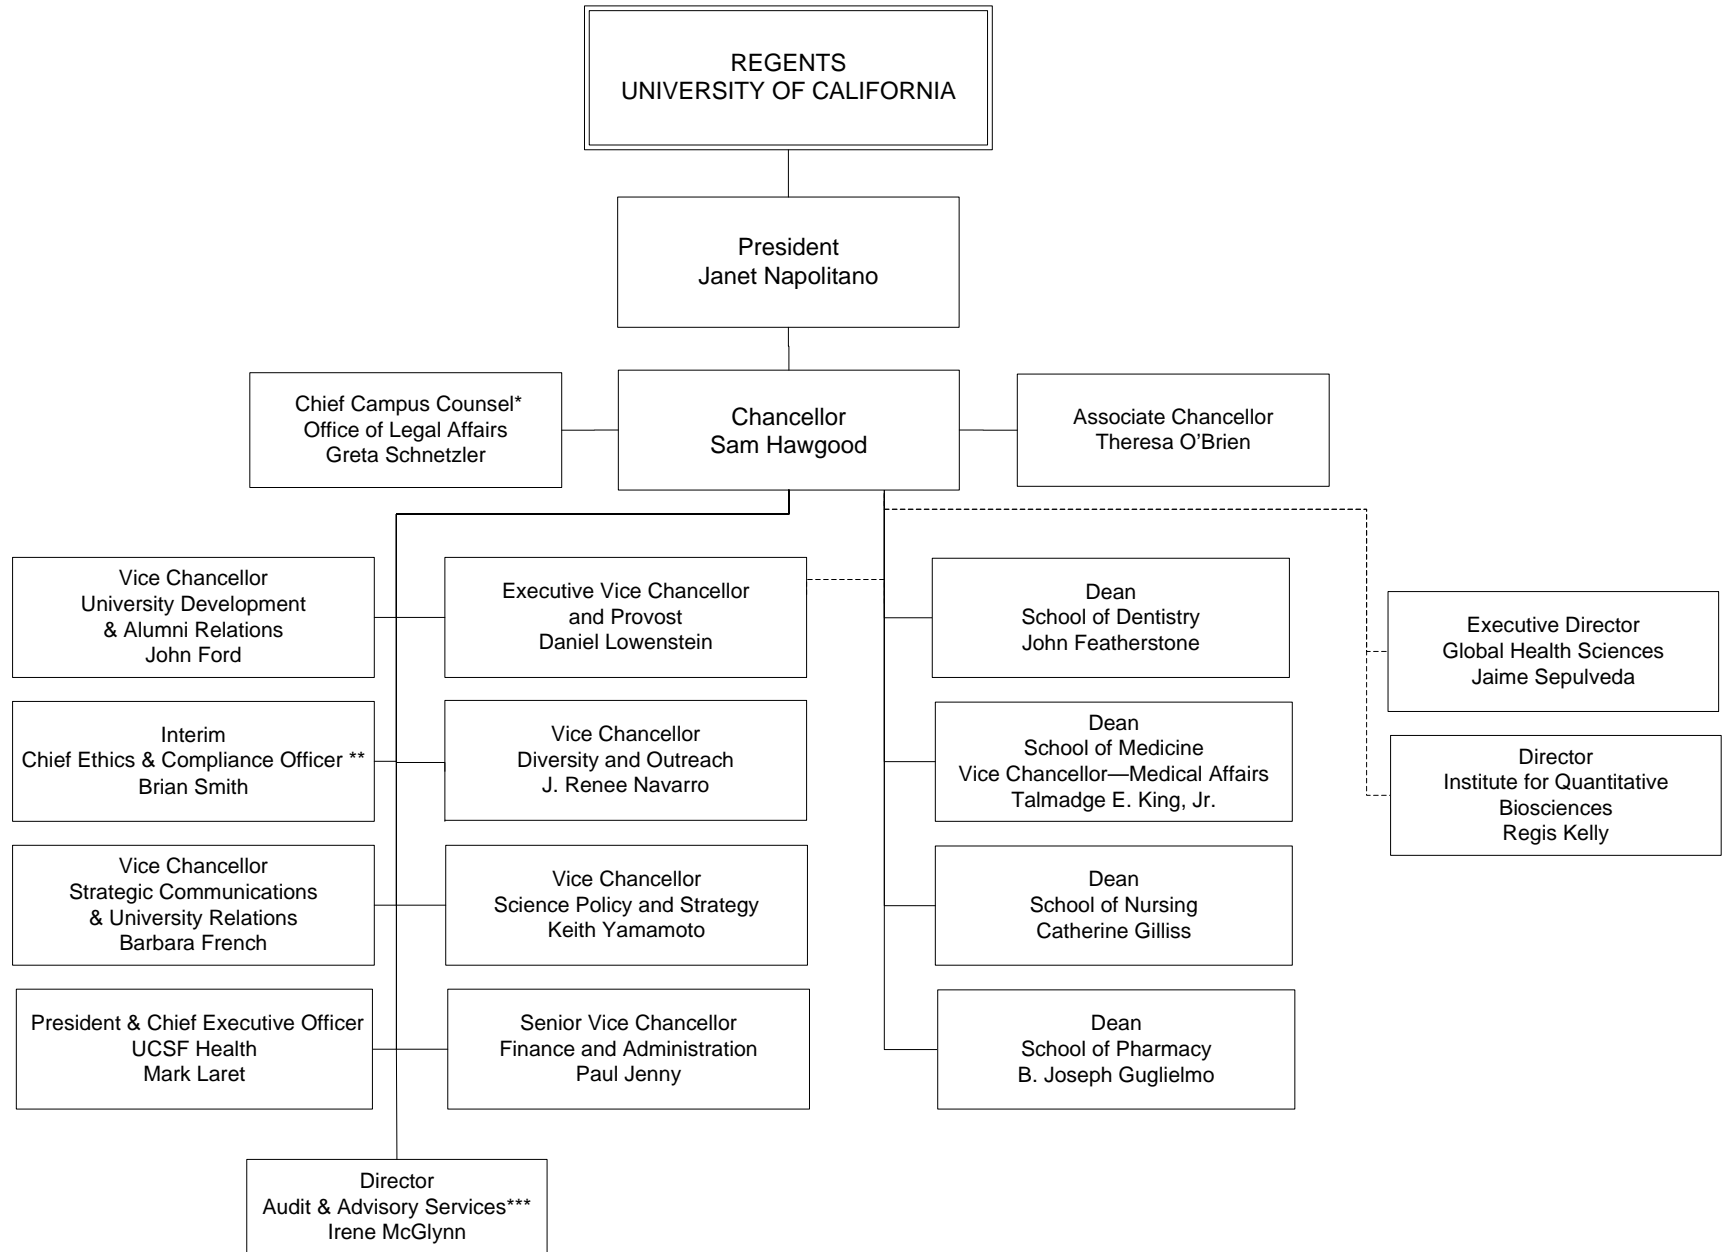 REGENTS
UNIVERSITY OF CALIFORNIA
President
Janet Napolitano
Chief Campus Counsel*
Office of Legal Affairs
Greta Schnetzler
Chancellor
Sam Hawgood
Associate Chancellor
Theresa O’Brien
Vice Chancellor
University Development
& Alumni Relations
John Ford
Executive Vice Chancellor
and Provost
Daniel Lowenstein
Dean
School of Dentistry
John Featherstone
Executive Director
Global Health Sciences
Jaime Sepulveda
Interim
Chief Ethics & Compliance Officer **
Brian Smith
Vice Chancellor
Diversity and Outreach
J. Renee Navarro
Dean
School of Medicine
Vice Chancellor—Medical Affairs
Talmadge E. King, Jr.
Director
Institute for Quantitative
Biosciences
Regis Kelly
Vice Chancellor
Strategic Communications
& University Relations
Barbara French
Vice Chancellor
Science Policy and Strategy
Keith Yamamoto
Dean
School of Nursing
Catherine Gilliss
President & Chief Executive Officer
UCSF Health
Mark Laret
Senior Vice Chancellor
Finance and Administration
Paul Jenny
Dean
School of Pharmacy
B. Joseph Guglielmo
Director
Audit & Advisory Services***
Irene McGlynn